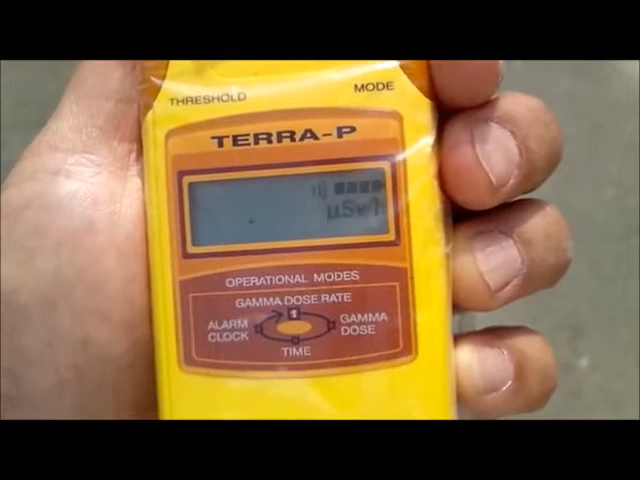 THRESHOLD MODE
TERRA-P
µSv/h
OPERATIONAL MODES
GAMMA DOSE RATE
1
ALARM CLOCK
GAMMA DOSE
TIME